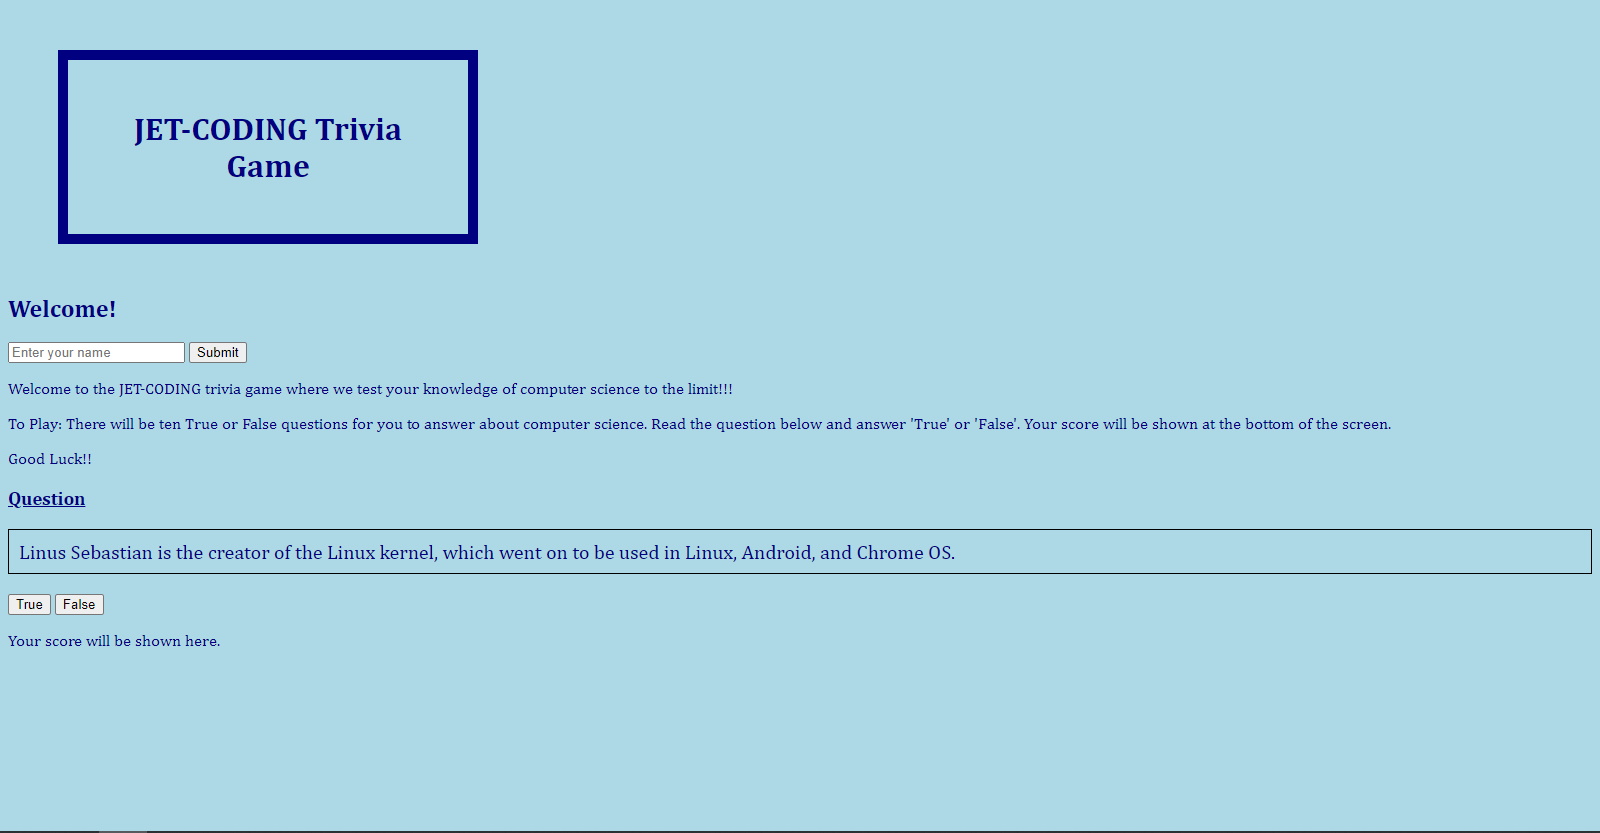 JET-CODING Trivia
Game
Welcome!
Enter your name Submit
Welcome to the JET-CODING trivia game where we test your knowledge of computer science to the limit!!!
To Play: There will be ten True or False questions for you to answer about computer science. Read the question below and answer 'True' or 'False'. Your score will be shown at the bottom of the screen.
Good Luck!!
Question
Linus Sebastian is the creator of the Linux kernel, which went on to be used in Linux, Android, and Chrome OS.
True False
Your score will be shown here.